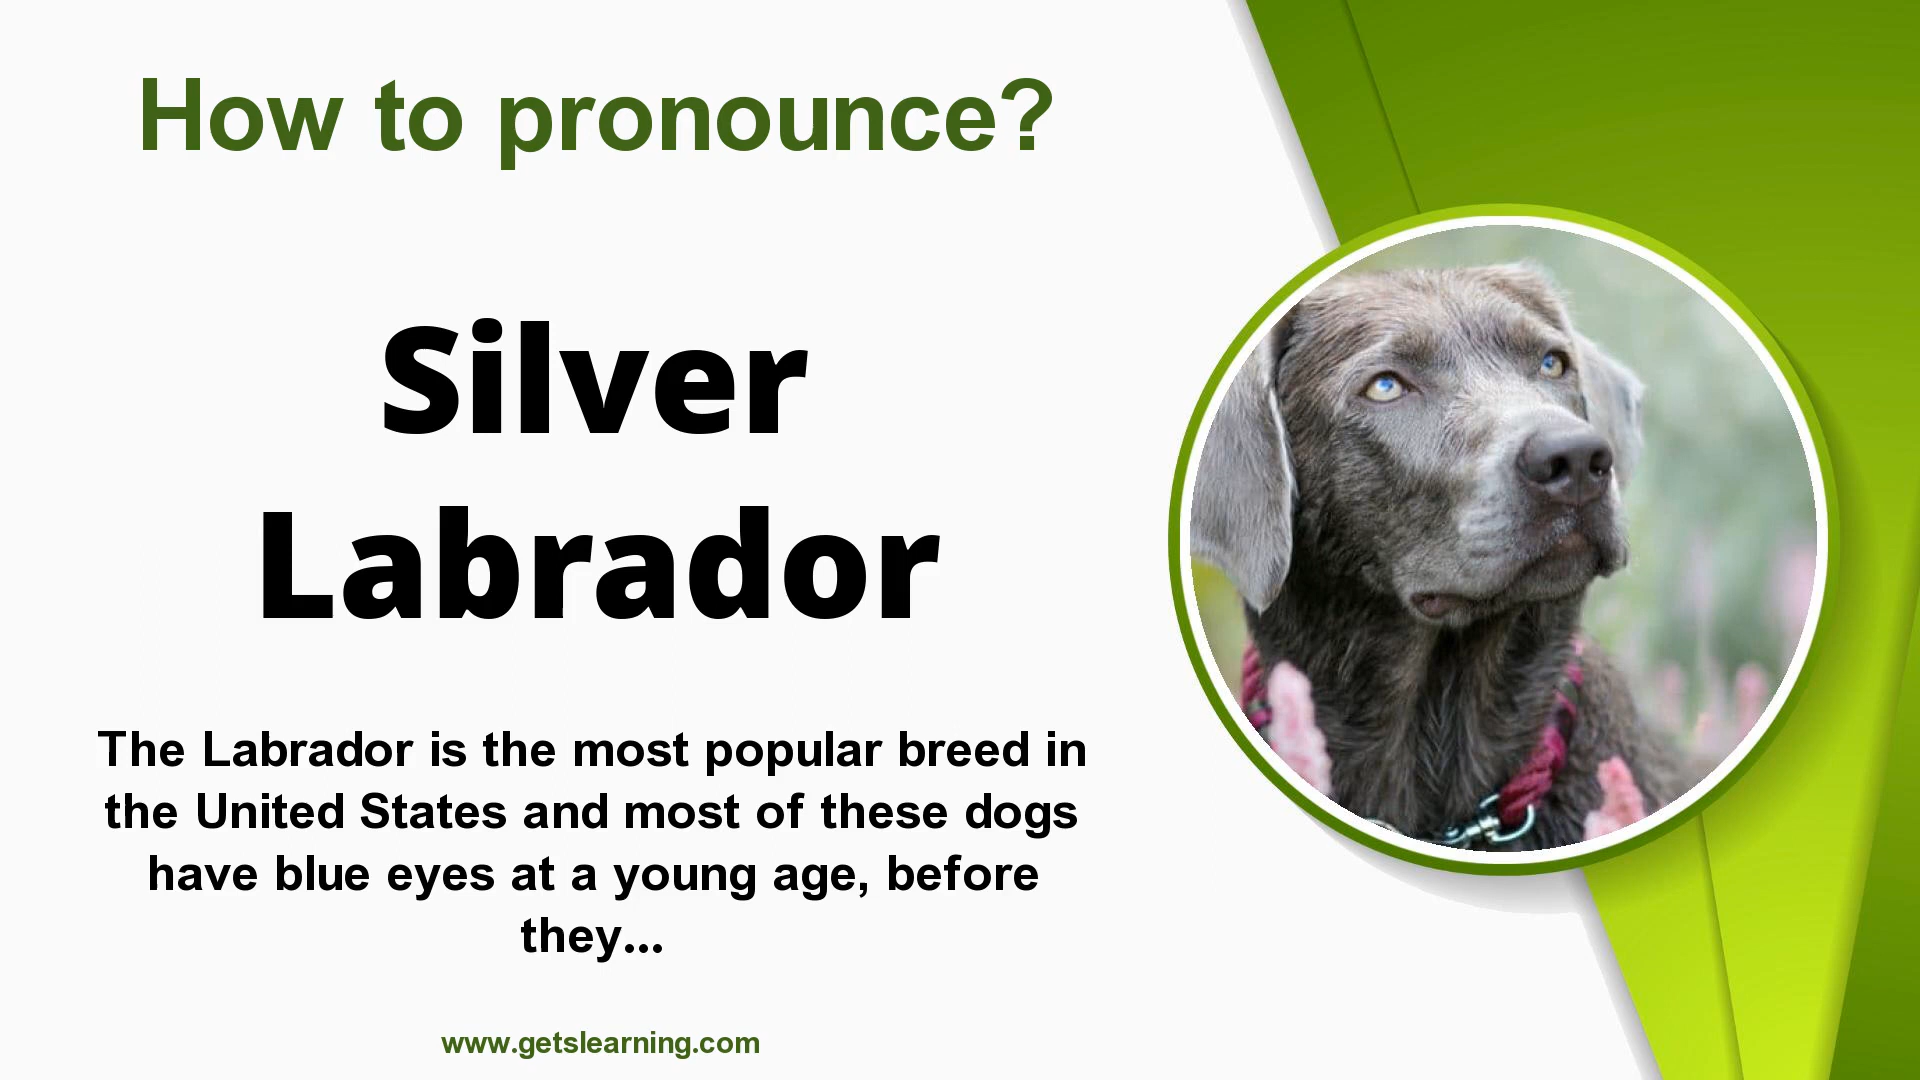 How to pronounce?
Silver
Labrador
The Labrador is the most popular breed in
the United States and most of these dogs
have blue eyes at a young age, before
they...
www.getslearning.com